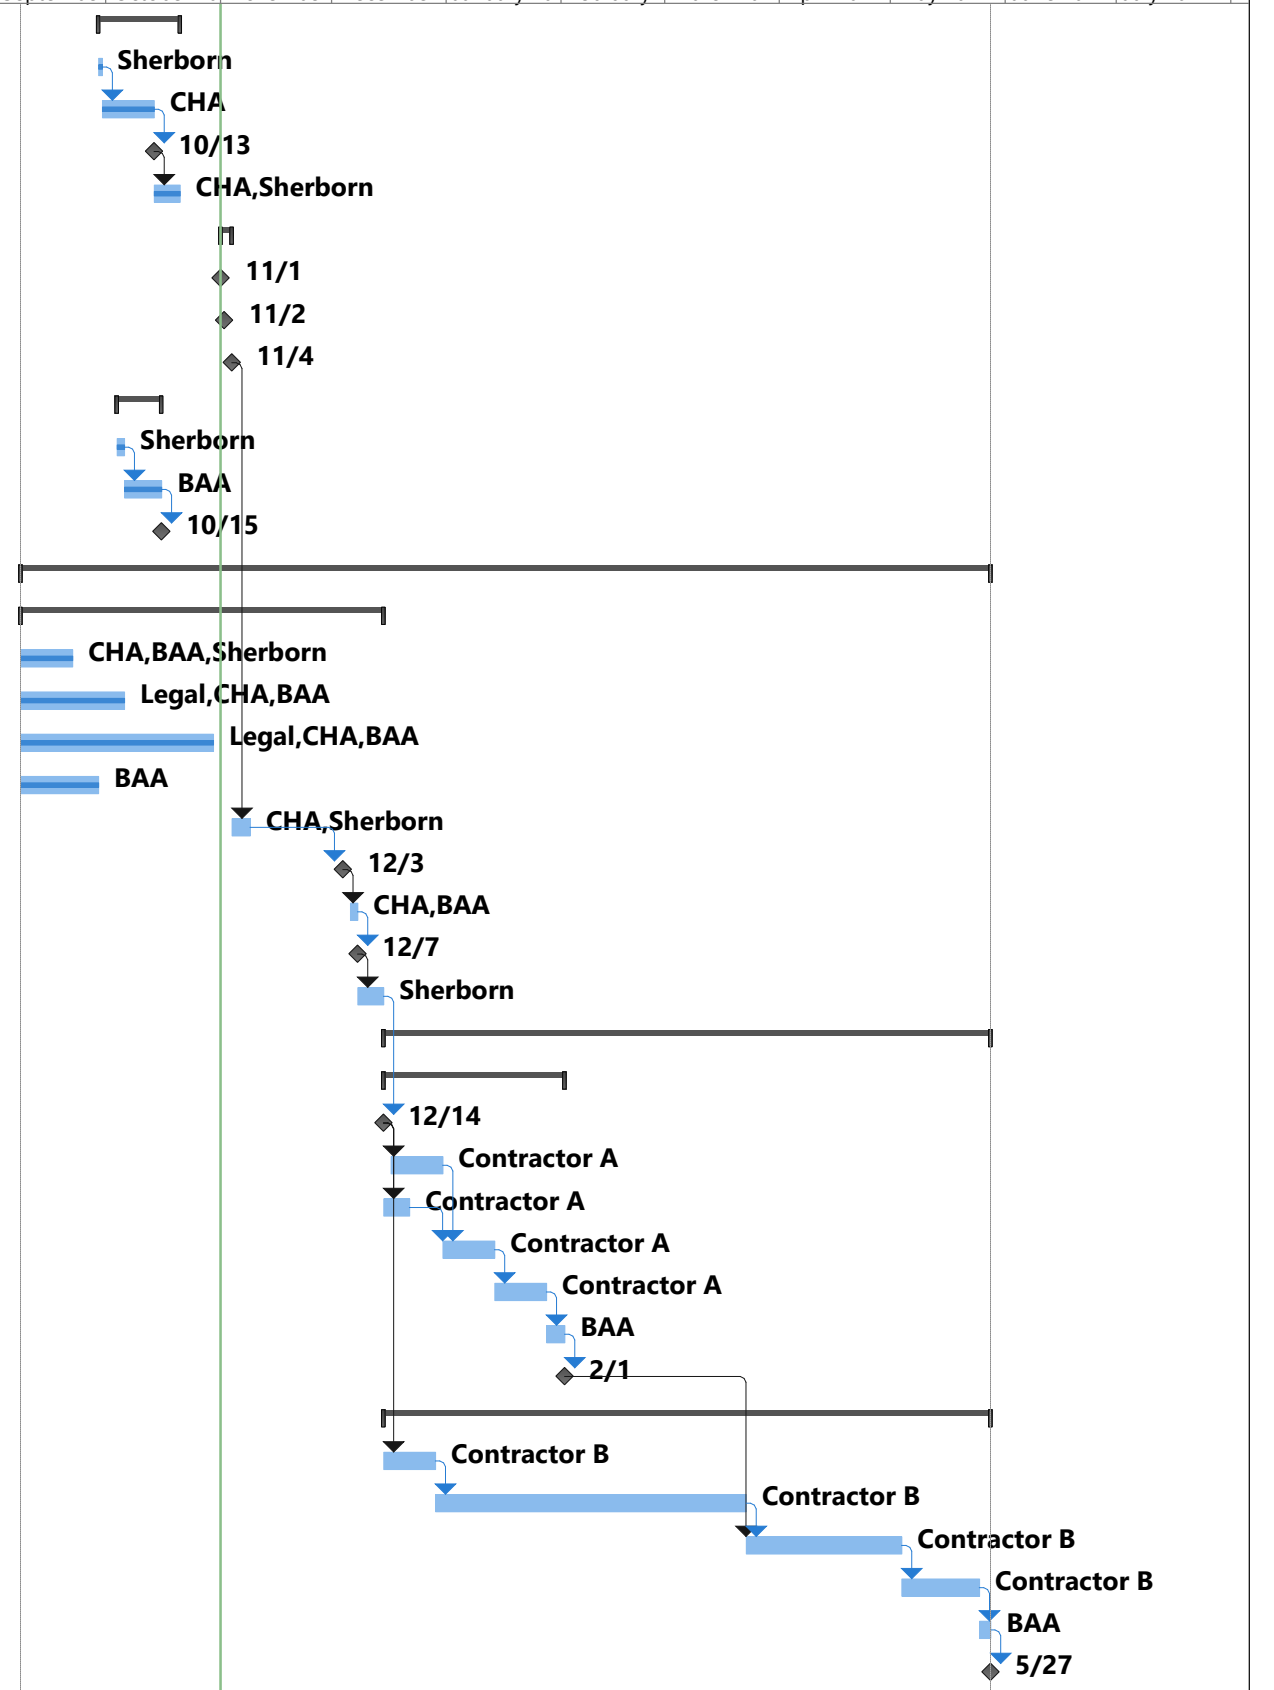 Sherborn
CHA
10/13
CHA,Sherborn
11/1
11/2
11/4
Sherborn
BAA
10/15
CHA,BAA,Sherborn
Legal,CHA,BAA
Legal,CHA,BAA
BAA
CHA,Sherborn
12/3
CHA,BAA
12/7
Sherborn
12/14
Contractor A
Contractor A
Contractor A
Contractor A
BAA
2/1
Contractor B
Contractor B
Contractor B
Contractor B
BAA
5/27